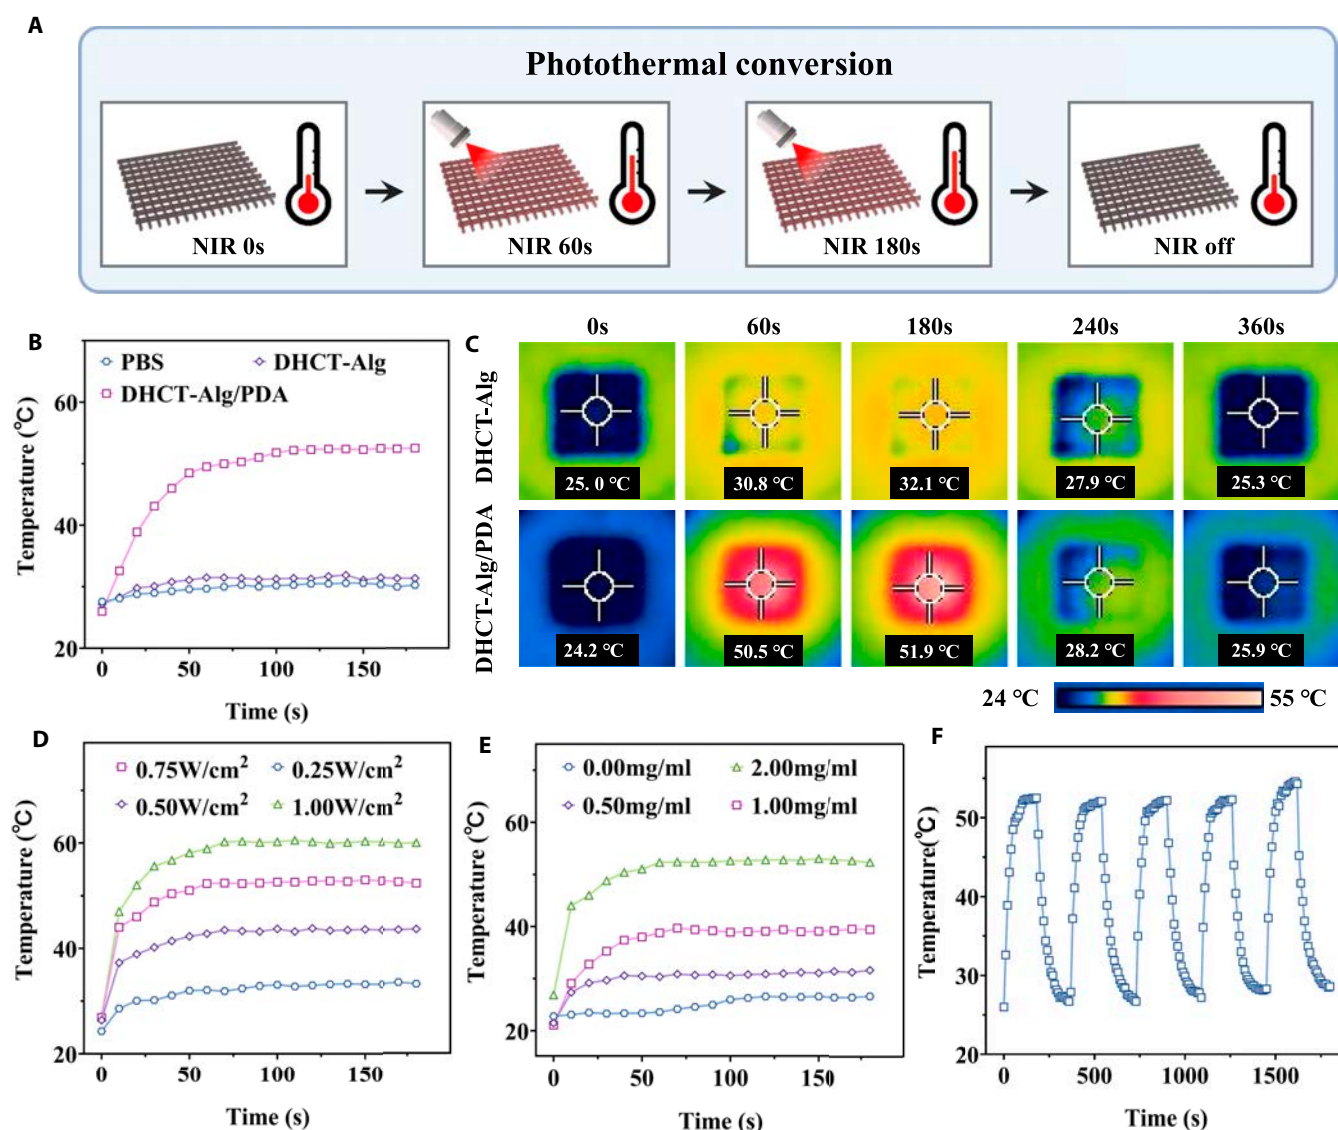 A
Photothermal conversion
NIR 0s
NIR 60s
NIR 180s
NIR off
B
PBS
DHCT-Alg
DHCT-Alg/PDA
60
40
20
Temperature (℃)
0
50
100
150
Time (s)
C
0s
60s
180s
240s
360s
DHCT-Alg
25. 0 ℃
30.8 ℃
32.1 ℃
27.9 ℃
25.3 ℃
DHCT-Alg/PDA
24.2 ℃
50.5 ℃
51.9 ℃
28.2 ℃
25.9 ℃
24 ℃
55 ℃
D
0.75W/cm²
0.25W/cm²
0.50W/cm²
1.00W/cm²
60
40
20
Temperature (℃)
0
50
100
150
Time (s)
E
0.00mg/ml
2.00mg/ml
0.50mg/ml
1.00mg/ml
60
40
20
Temperature (℃)
0
50
100
150
Time (s)
F
50
40
30
20
Temperature(℃)
0
500
1000
1500
Time (s)